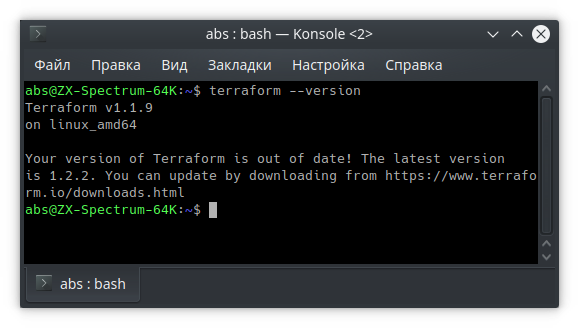 abs : bash — Konsole <2>
Файл Правка Вид Закладки Настройка Справка
abs@ZX-Spectrum-64K:~$ terraform --version
Terraform v1.1.9
on linux_amd64
Your version of Terraform is out of date! The latest version
is 1.2.2. You can update by downloading from https://www.terrafo
rm.io/downloads.html
abs@ZX-Spectrum-64K:~$
abs : bash